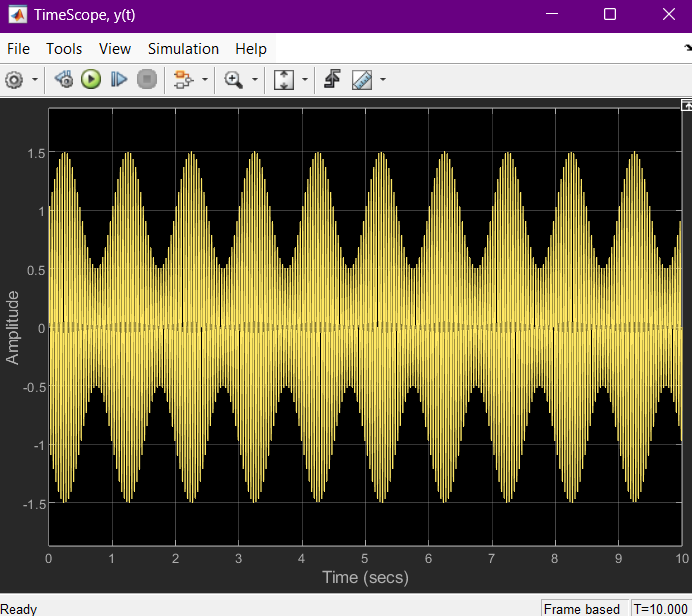 TimeScope, y(t)
File Tools View Simulation Help
1.5
1
0.5
0
-0.5
-1
-1.5
Amplitude
0 1 2 3 4 5 6 7 8 9 10
Time (secs)
Ready Frame based T=10.000